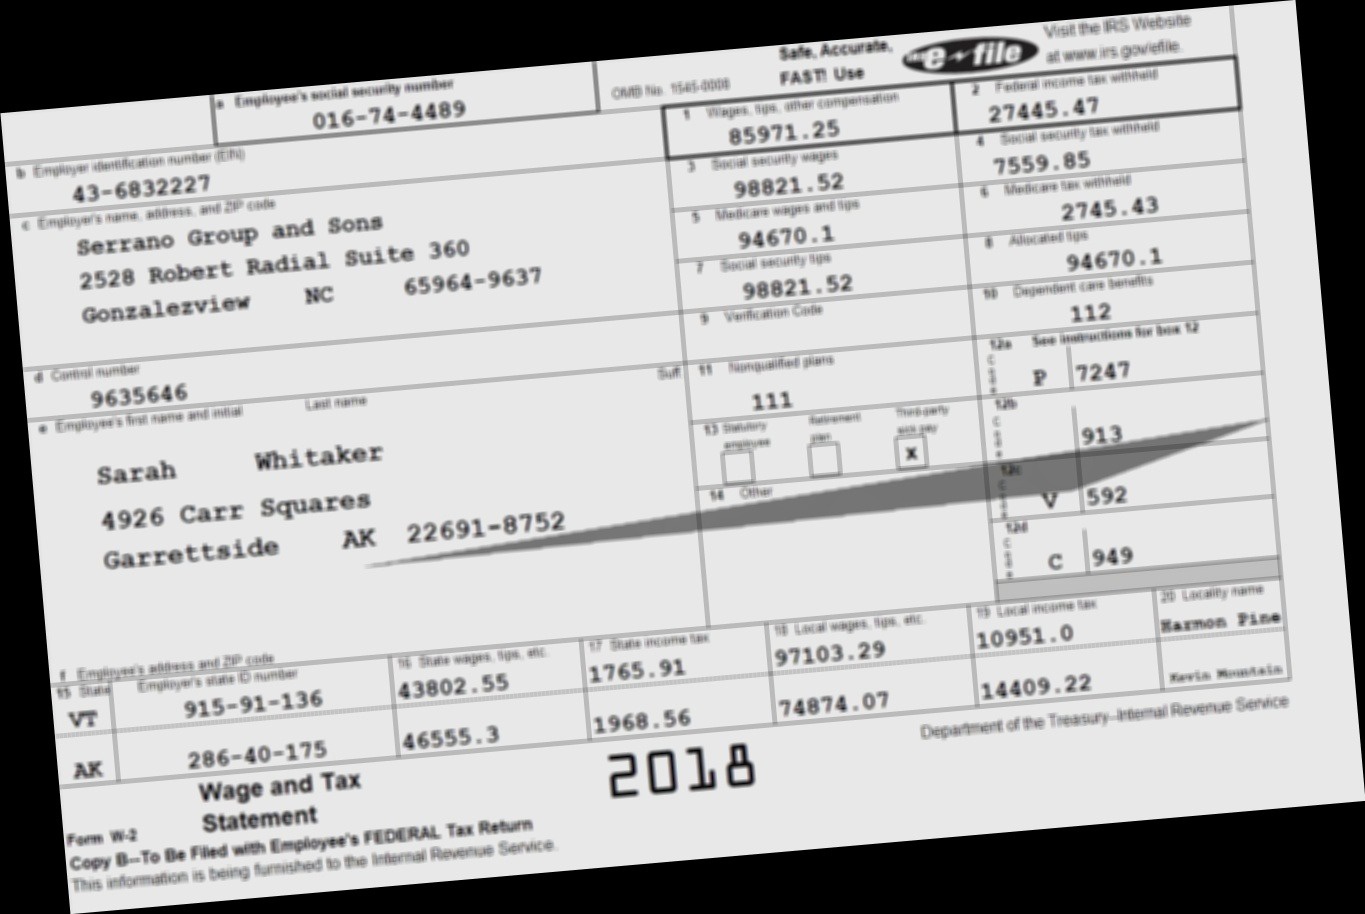 a Employee's social security number
016-74-4489
OMB No. 1545-0008
Safe, Accurate,
FAST! Use
e file
Visit the IRS Website
at www.irs.gov/efile.
b Employer identification number (EIN)
43-6832227
1 Wages, tips, other compensation
85971.25
2 Federal income tax withheld
27445.47
c Employer's name, address, and ZIP code
Serrano Group and Sons
2528 Robert Radial Suite 360
Gonzalezview NC 65964-9637
3 Social security wages
98821.52
4 Social security tax withheld
7559.85
5 Medicare wages and tips
94670.1
6 Medicare tax withheld
2745.43
7 Social security tips
98821.52
8 Allocated tips
94670.1
d Control number
9635646
9 Verification Code
10 Dependent care benefits
112
e Employee's first name and initial Last name Suff.
Sarah Whitaker
4926 Carr Squares
Garrettside AK 22691-8752
11 Nonqualified plans
111
12a See instructions for box 12
Code
P 7247
13 Statutory employee
Retirement plan
Third-party sick pay
x
12b
Code
913
14 Other
12c
Code
V 592
12d
Code
C 949
f Employee's address and ZIP code
15 State Employer's state ID number
16 State wages, tips, etc.
17 State income tax
18 Local wages, tips, etc.
19 Local income tax
20 Locality name
VT 915-91-136 43802.55 1765.91 97103.29 10951.0 Harmon Pine
AK 286-40-175 46555.3 1968.56 74874.07 14409.22 Kevin Mountain
Form W-2
Wage and Tax
Statement
2018
Department of the Treasury--Internal Revenue Service
Copy B--To Be Filed with Employee's FEDERAL Tax Return
This information is being furnished to the Internal Revenue Service.